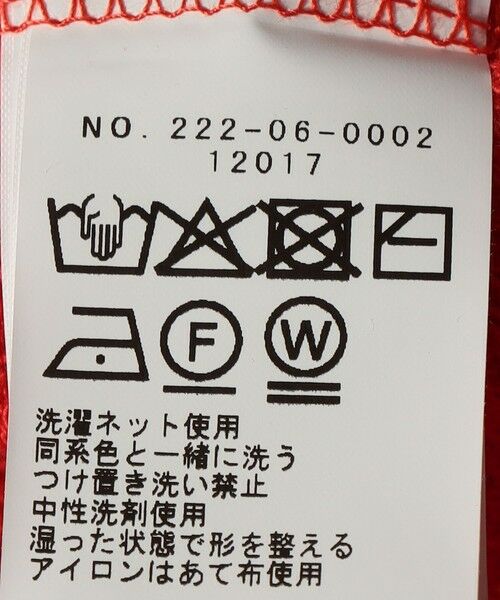 NO. 222-06-0002
12017
F W
洗濯ネット使用
同系色と一緒に洗う
つけ置き洗い禁止
中性洗剤使用
湿った状態で形を整える
アイロンはあて布使用